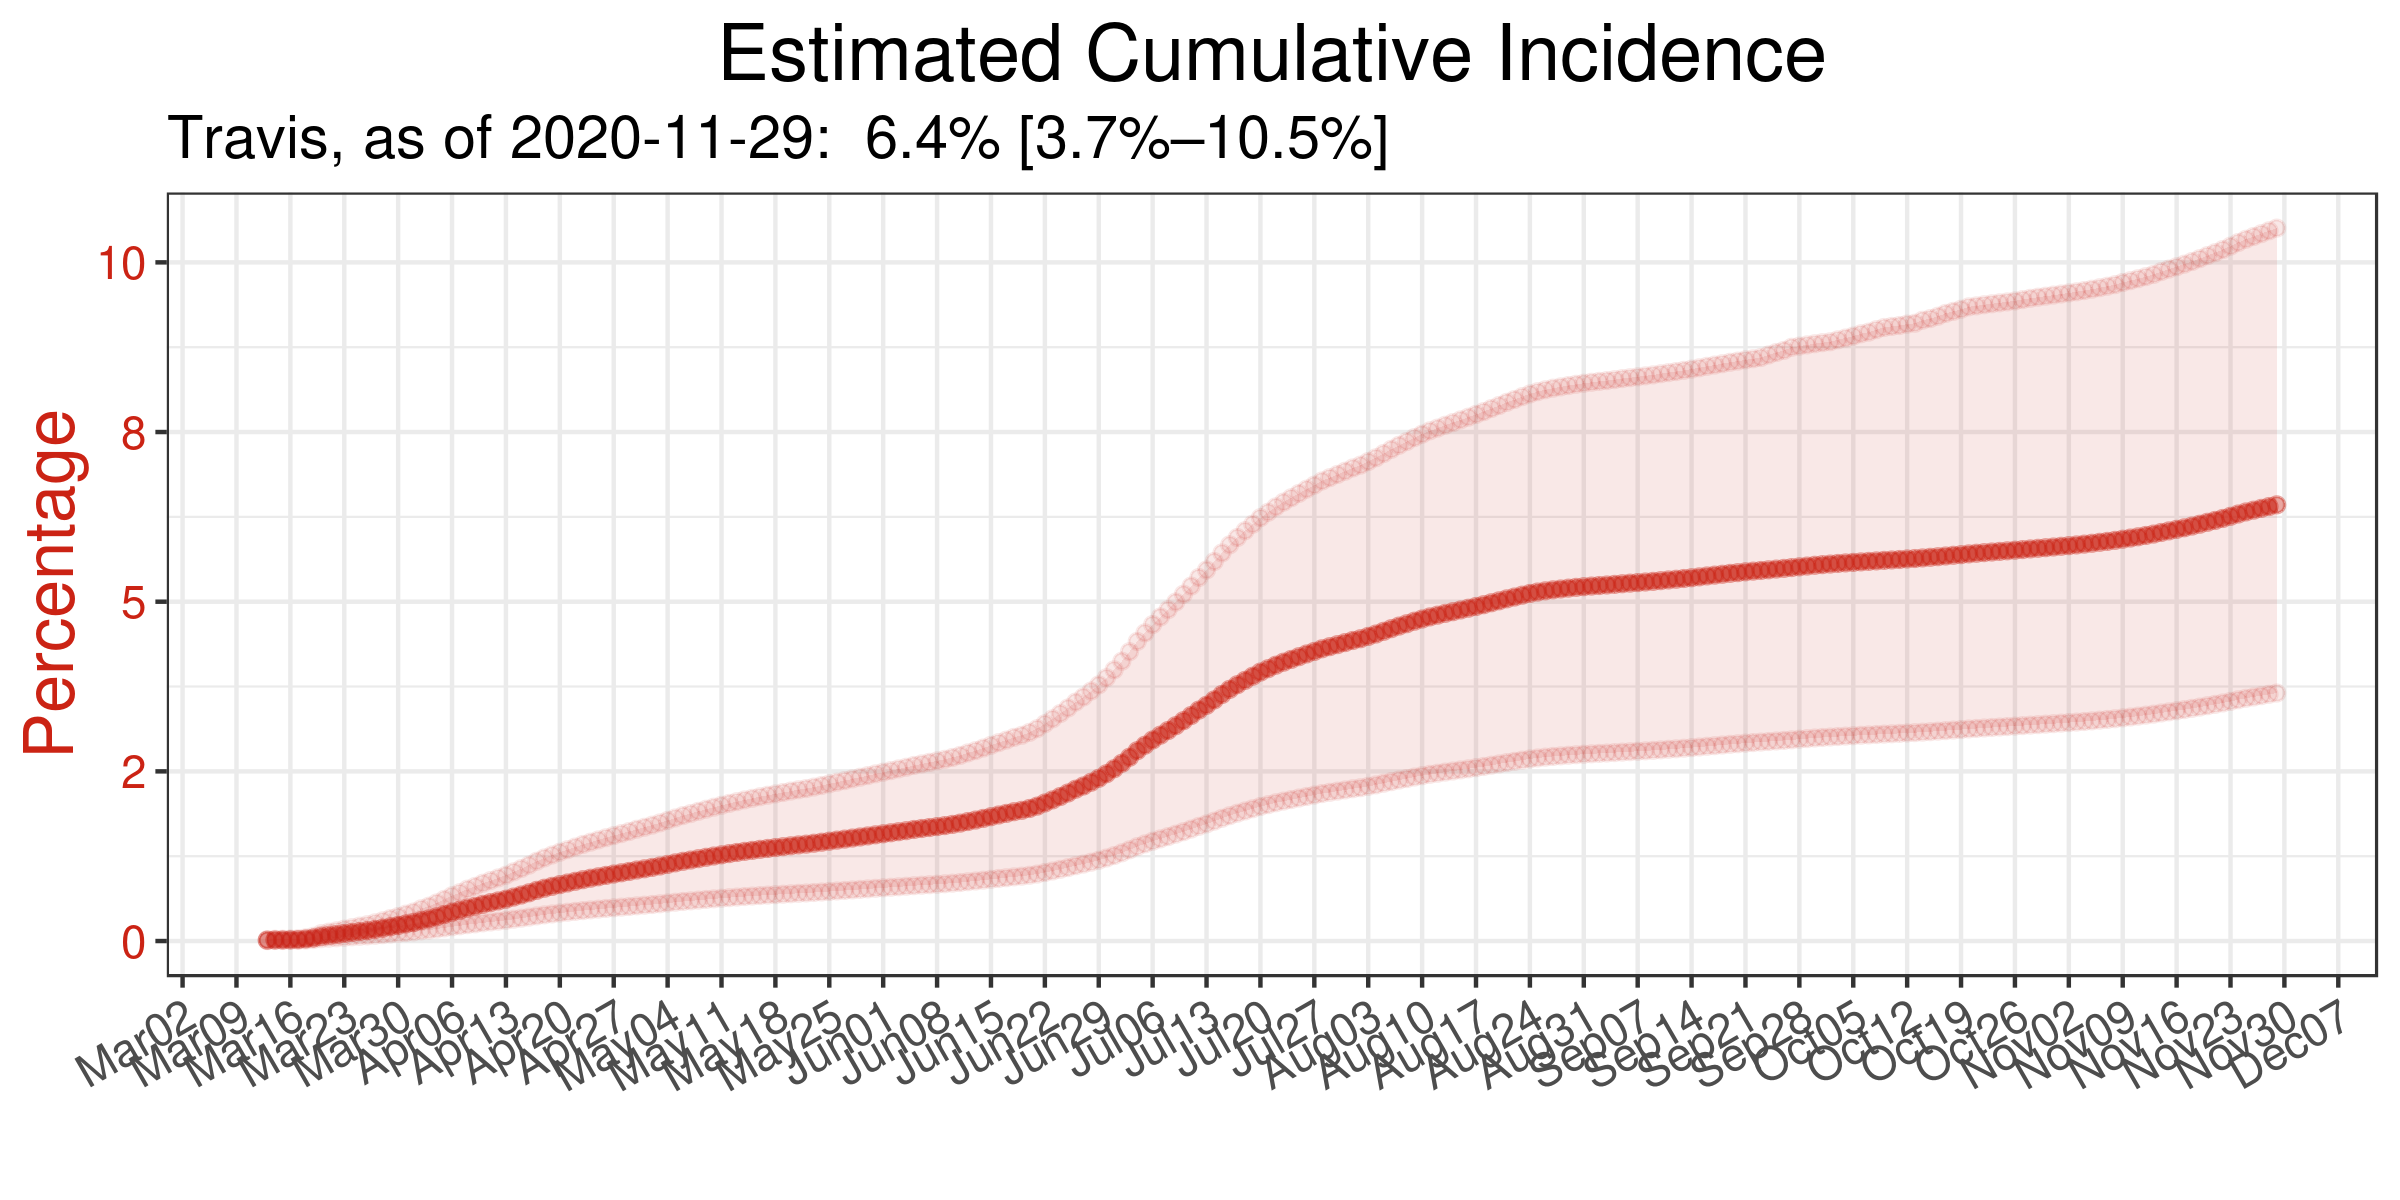 Estimated Cumulative Incidence
Travis, as of 2020-11-29:  6.4% [3.7%–10.5%]
Percentage
10
8
5
2
0
Mar02
Mar09
Mar16
Mar23
Mar30
Apr06
Apr13
Apr20
Apr27
May04
May11
May18
May25
Jun01
Jun08
Jun15
Jun22
Jun29
Jul06
Jul13
Jul20
Jul27
Aug03
Aug10
Aug17
Aug24
Aug31
Sep07
Sep14
Sep21
Sep28
Oct05
Oct12
Oct19
Oct26
Nov02
Nov09
Nov16
Nov23
Nov30
Dec07